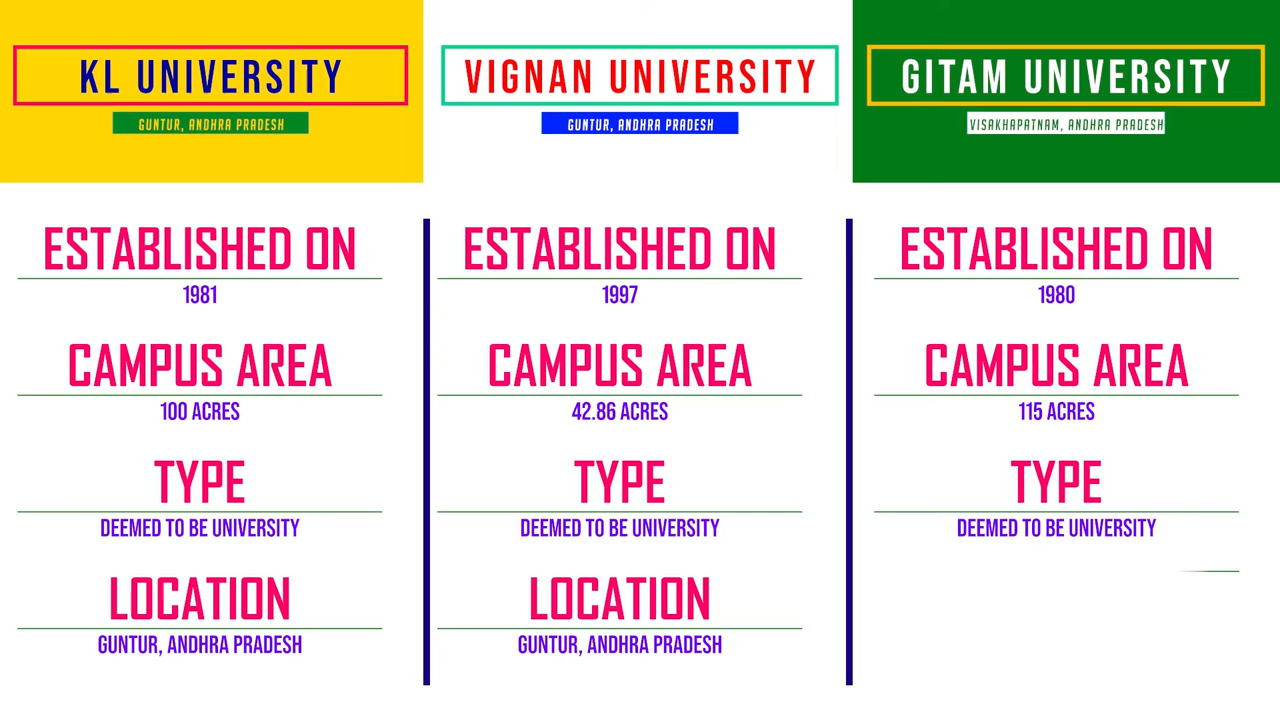 KL UNIVERSITY
GUNTUR, ANDHRA PRADESH
VIGNAN UNIVERSITY
GUNTUR, ANDHRA PRADESH
GITAM UNIVERSITY
VISAKHAPATNAM, ANDHRA PRADESH
ESTABLISHED ON
1981
CAMPUS AREA
100 ACRES
TYPE
DEEMED TO BE UNIVERSITY
LOCATION
GUNTUR, ANDHRA PRADESH
ESTABLISHED ON
1997
CAMPUS AREA
42.86 ACRES
TYPE
DEEMED TO BE UNIVERSITY
LOCATION
GUNTUR, ANDHRA PRADESH
ESTABLISHED ON
1980
CAMPUS AREA
115 ACRES
TYPE
DEEMED TO BE UNIVERSITY